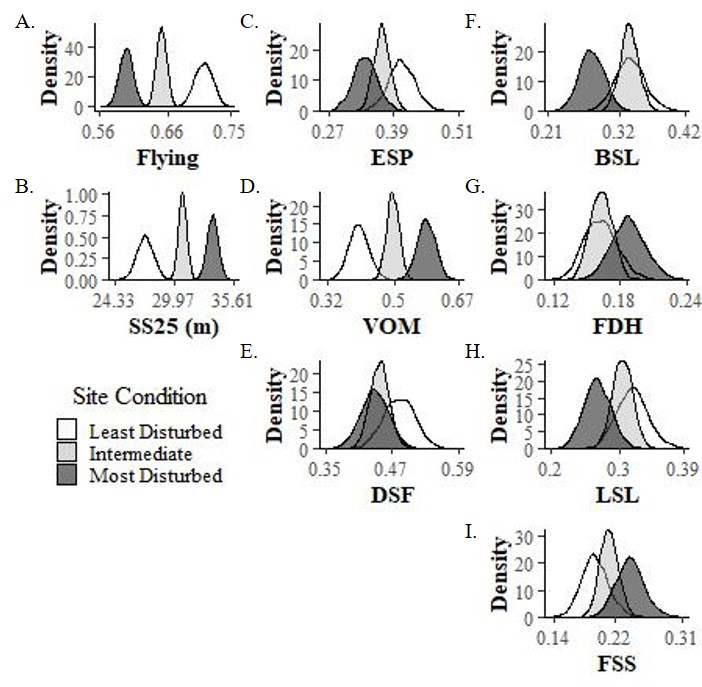 A.
Density
40
20
0
0.56 0.66 0.75
Flying
B.
Density
1.00
0.75
0.50
0.25
0.00
24.33 29.97 35.61
SS25 (m)
Site Condition
Least Disturbed
Intermediate
Most Disturbed
C.
Density
20
10
0
0.27 0.39 0.51
ESP
D.
Density
20
15
10
5
0
0.32 0.5 0.67
VOM
E.
Density
20
15
10
5
0
0.35 0.47 0.59
DSF
F.
Density
20
10
0
0.21 0.32 0.42
BSL
G.
Density
30
20
10
0
0.12 0.18 0.24
FDH
H.
Density
25
20
15
10
5
0
0.2 0.3 0.39
LSL
I.
Density
30
20
10
0
0.14 0.22 0.31
FSS